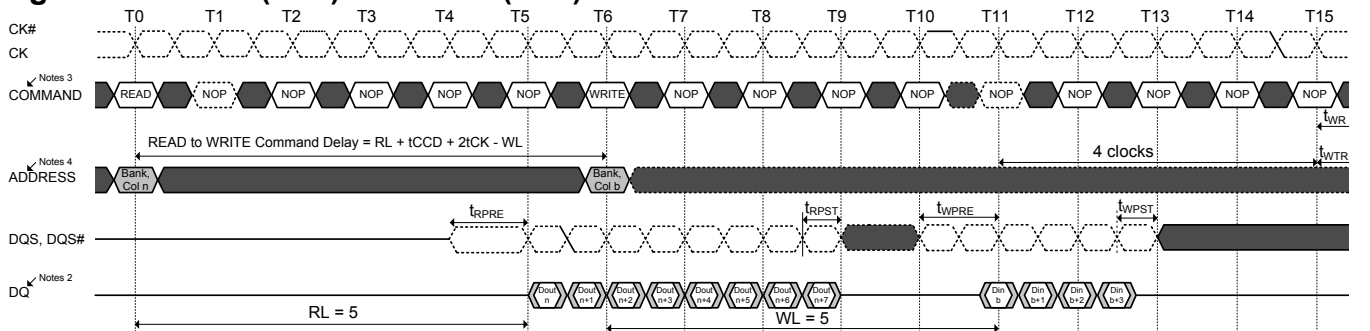 T0 T1 T2 T3 T4 T5 T6 T7 T8 T9 T10 T11 T12 T13 T14 T15
CK#
CK
Notes 3
COMMAND
READ NOP NOP NOP NOP NOP WRITE NOP NOP NOP NOP NOP NOP NOP NOP NOP
tWR
READ to WRITE Command Delay = RL + tCCD + 2tCK - WL
4 clocks
tWTR
Notes 4
ADDRESS
Bank, Col n
Bank, Col b
tRPRE
tRPST
tWPRE
tWPST
DQS, DQS#
Notes 2
DQ
Dout n
Dout n+1
Dout n+2
Dout n+3
Dout n+4
Dout n+5
Dout n+6
Dout n+7
Din b
Din b+1
Din b+2
Din b+3
RL = 5
WL = 5